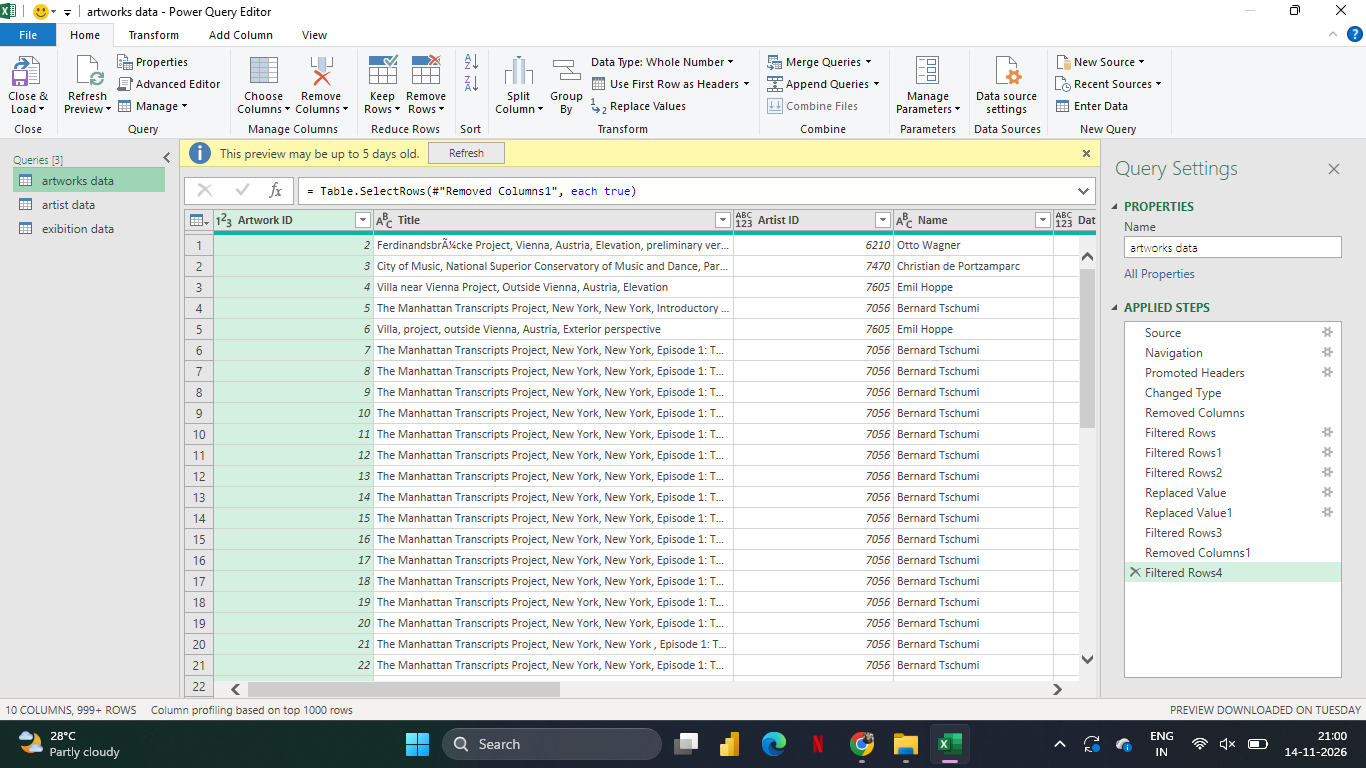 artworks data - Power Query Editor
File Home Transform Add Column View ?
Close & Load
Refresh Preview
Properties
Advanced Editor
Manage
Choose Columns
Remove Columns
Keep Rows
Remove Rows
Split Column
Group By
Data Type: Whole Number
Use First Row as Headers
Replace Values
Merge Queries
Append Queries
Combine Files
Manage Parameters
Data source settings
New Source
Recent Sources
Enter Data
Close Query Manage Columns Reduce Rows Sort Transform Combine Parameters Data Sources New Query
Queries [3]
artworks data
artist data
exibition data
This preview may be up to 5 days old. Refresh
fx = Table.SelectRows(#"Removed Columns1", each true)
123 Artwork ID ABC Title ABC 123 Artist ID ABC Name ABC 123 Dat
1 2 FerdinandsbrÃ¼cke Project, Vienna, Austria, Elevation, preliminary ver... 6210 Otto Wagner
2 3 City of Music, National Superior Conservatory of Music and Dance, Par... 7470 Christian de Portzamparc
3 4 Villa near Vienna Project, Outside Vienna, Austria, Elevation 7605 Emil Hoppe
4 5 The Manhattan Transcripts Project, New York, New York, Introductory ... 7056 Bernard Tschumi
5 6 Villa, project, outside Vienna, Austria, Exterior perspective 7605 Emil Hoppe
6 7 The Manhattan Transcripts Project, New York, New York, Episode 1: T... 7056 Bernard Tschumi
7 8 The Manhattan Transcripts Project, New York, New York, Episode 1: T... 7056 Bernard Tschumi
8 9 The Manhattan Transcripts Project, New York, New York, Episode 1: T... 7056 Bernard Tschumi
9 10 The Manhattan Transcripts Project, New York, New York, Episode 1: T... 7056 Bernard Tschumi
10 11 The Manhattan Transcripts Project, New York, New York, Episode 1: T... 7056 Bernard Tschumi
11 12 The Manhattan Transcripts Project, New York, New York, Episode 1: T... 7056 Bernard Tschumi
12 13 The Manhattan Transcripts Project, New York, New York, Episode 1: T... 7056 Bernard Tschumi
13 14 The Manhattan Transcripts Project, New York, New York, Episode 1: T... 7056 Bernard Tschumi
14 15 The Manhattan Transcripts Project, New York, New York, Episode 1: T... 7056 Bernard Tschumi
15 16 The Manhattan Transcripts Project, New York, New York, Episode 1: T... 7056 Bernard Tschumi
16 17 The Manhattan Transcripts Project, New York, New York, Episode 1: T... 7056 Bernard Tschumi
17 18 The Manhattan Transcripts Project, New York, New York, Episode 1: T... 7056 Bernard Tschumi
18 19 The Manhattan Transcripts Project, New York, New York, Episode 1: T... 7056 Bernard Tschumi
19 20 The Manhattan Transcripts Project, New York, New York, Episode 1: T... 7056 Bernard Tschumi
20 21 The Manhattan Transcripts Project, New York, New York , Episode 1: T... 7056 Bernard Tschumi
21 22 The Manhattan Transcripts Project, New York, New York, Episode 1: T... 7056 Bernard Tschumi
22
Query Settings
PROPERTIES
Name
artworks data
All Properties
APPLIED STEPS
Source
Navigation
Promoted Headers
Changed Type
Removed Columns
Filtered Rows
Filtered Rows1
Filtered Rows2
Replaced Value
Replaced Value1
Filtered Rows3
Removed Columns1
Filtered Rows4
10 COLUMNS, 999+ ROWS Column profiling based on top 1000 rows PREVIEW DOWNLOADED ON TUESDAY
28°C
Partly cloudy
Search
ENG
IN
21:00
14-11-2026